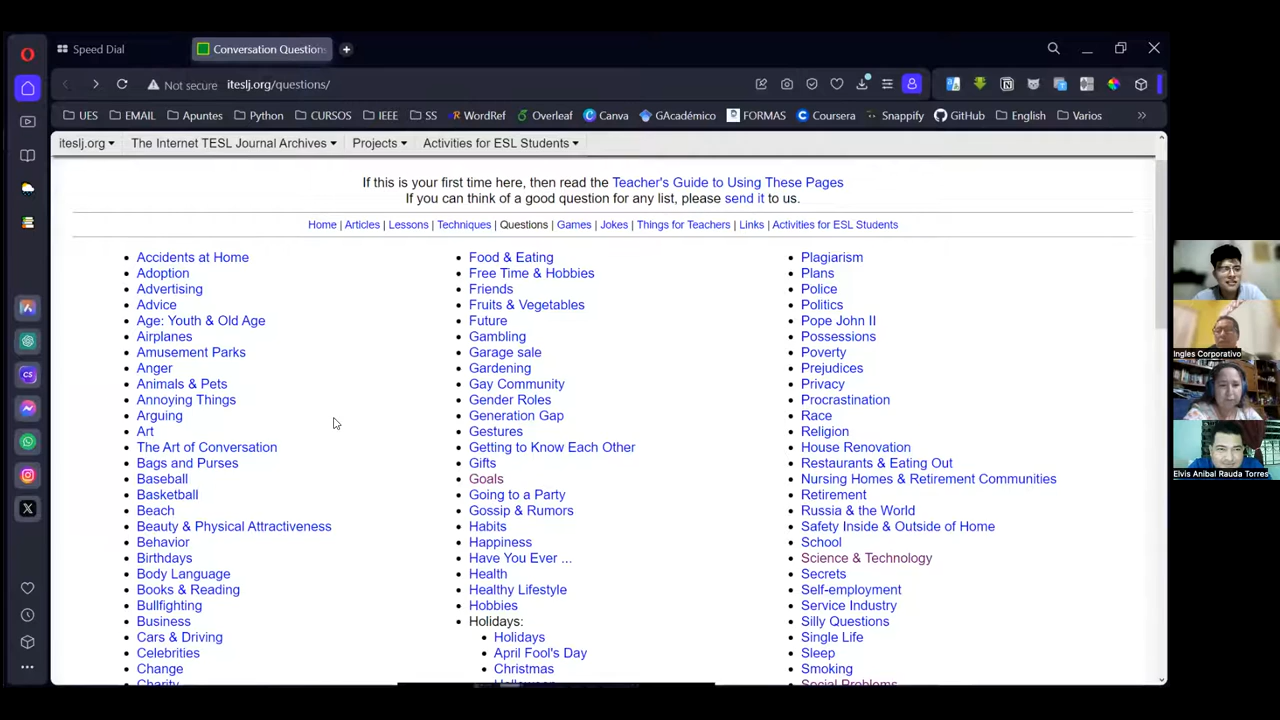 Speed Dial
Conversation Questions
Not secure iteslj.org/questions/
UES EMAIL Apuntes Python CURSOS IEEE SS WordRef Overleaf Canva GAcadémico FORMAS Coursera Snappify GitHub English Varios
iteslj.org The Internet TESL Journal Archives Projects Activities for ESL Students
If this is your first time here, then read the Teacher's Guide to Using These Pages
If you can think of a good question for any list, please send it to us.
Home | Articles | Lessons | Techniques | Questions | Games | Jokes | Things for Teachers | Links | Activities for ESL Students
Accidents at Home
Adoption
Advertising
Advice
Age: Youth & Old Age
Airplanes
Amusement Parks
Anger
Animals & Pets
Annoying Things
Arguing
Art
The Art of Conversation
Bags and Purses
Baseball
Basketball
Beach
Beauty & Physical Attractiveness
Behavior
Birthdays
Body Language
Books & Reading
Bullfighting
Business
Cars & Driving
Celebrities
Change
Charity
Food & Eating
Free Time & Hobbies
Friends
Fruits & Vegetables
Future
Gambling
Garage sale
Gardening
Gay Community
Gender Roles
Generation Gap
Gestures
Getting to Know Each Other
Gifts
Goals
Going to a Party
Gossip & Rumors
Habits
Happiness
Have You Ever ...
Health
Healthy Lifestyle
Hobbies
Holidays:
Holidays
April Fool's Day
Christmas
Halloween
Plagiarism
Plans
Police
Politics
Pope John II
Possessions
Poverty
Prejudices
Privacy
Procrastination
Race
Religion
House Renovation
Restaurants & Eating Out
Nursing Homes & Retirement Communities
Retirement
Russia & the World
Safety Inside & Outside of Home
School
Science & Technology
Secrets
Self-employment
Service Industry
Silly Questions
Single Life
Sleep
Smoking
Social Problems
Ingles Corporativo
Elvis Anibal Rauda Torres